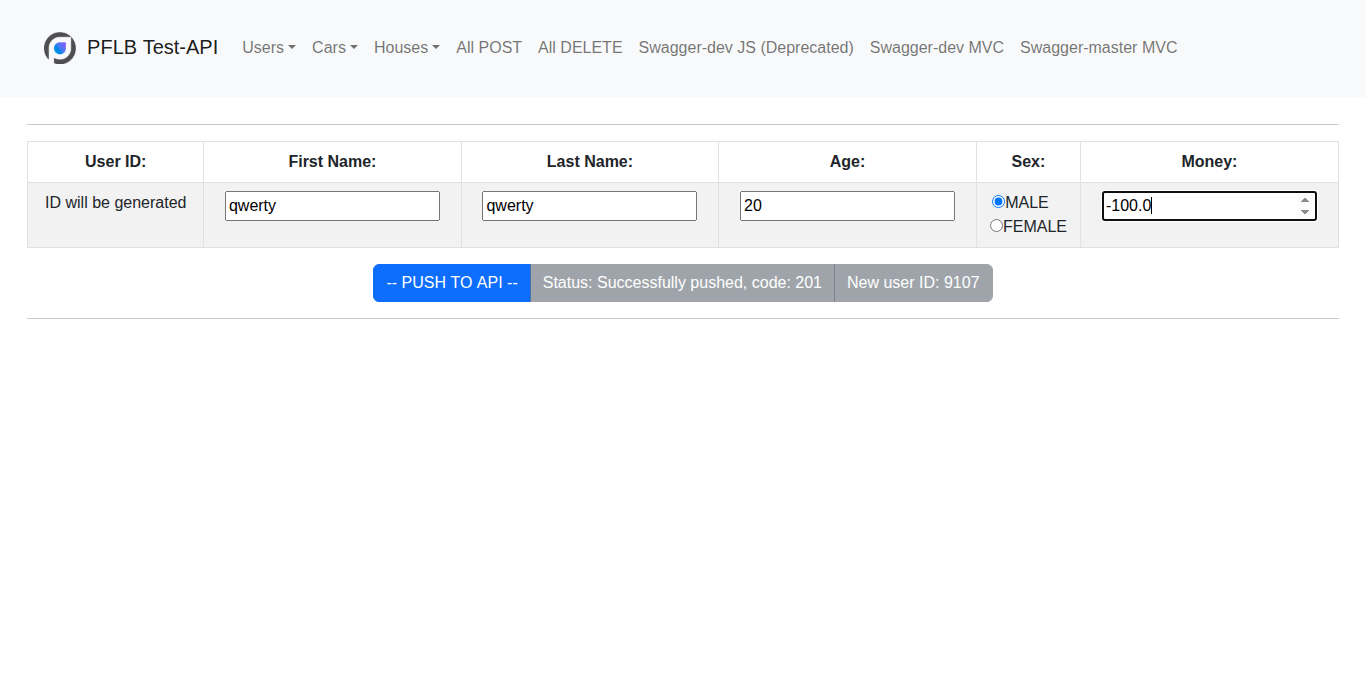 PFLB Test-API Users Cars Houses All POST All DELETE Swagger-dev JS (Deprecated) Swagger-dev MVC Swagger-master MVC
User ID: First Name: Last Name: Age: Sex: Money:
ID will be generated qwerty qwerty 20 MALE -100.0
FEMALE
-- PUSH TO API -- Status: Successfully pushed, code: 201 New user ID: 9107